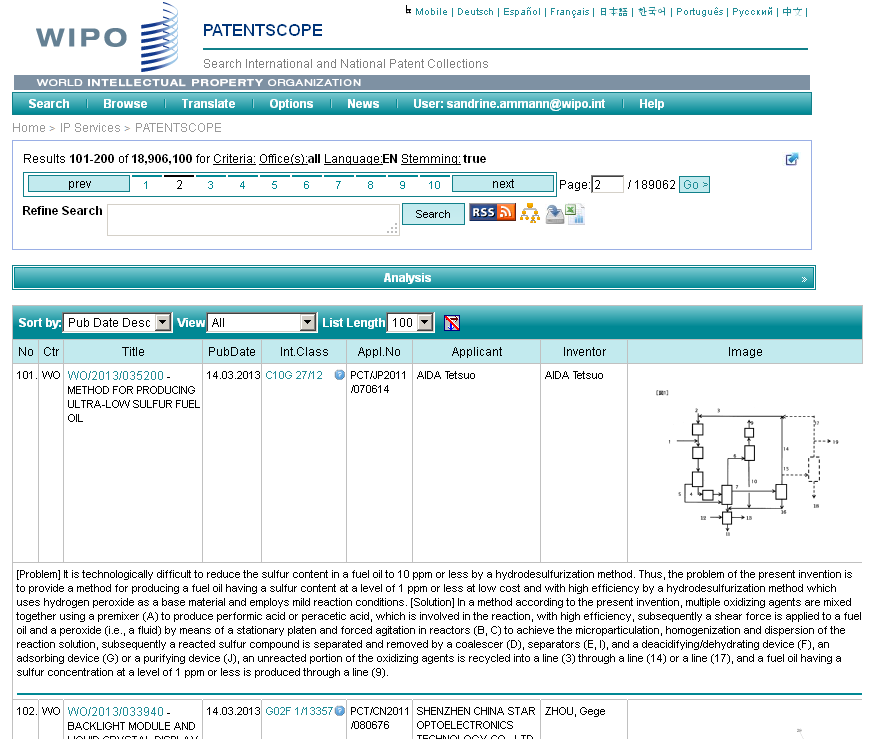 Mobile | Deutsch | Español | Français | 日本語 | 한국어 | Português | Русский | 中文 |
WIPO
PATENTSCOPE
Search International and National Patent Collections
WORLD INTELLECTUAL PROPERTY ORGANIZATION
Search Browse Translate Options News User: sandrine.ammann@wipo.int Help
Home > IP Services > PATENTSCOPE
Results 101-200 of 18,906,100 for Criteria: Office(s):all Language:EN Stemming: true
prev 1 2 3 4 5 6 7 8 9 10 next Page: 2 / 189062 Go >
Refine Search Search RSS
Analysis »
Sort by: Pub Date Desc View All List Length 100
No Ctr Title PubDate Int.Class Appl.No Applicant Inventor Image
101. WO WO/2013/035200 - 14.03.2013 C10G 27/12 PCT/JP2011 AIDA Tetsuo AIDA Tetsuo
METHOD FOR PRODUCING /070614
ULTRA-LOW SULFUR FUEL
OIL
[Problem] It is technologically difficult to reduce the sulfur content in a fuel oil to 10 ppm or less by a hydrodesulfurization method. Thus, the problem of the present invention is
to provide a method for producing a fuel oil having a sulfur content at a level of 1 ppm or less at low cost and with high efficiency by a hydrodesulfurization method which
uses hydrogen peroxide as a base material and employs mild reaction conditions. [Solution] In a method according to the present invention, multiple oxidizing agents are mixed
together using a premixer (A) to produce performic acid or peracetic acid, which is involved in the reaction, with high efficiency, subsequently a shear force is applied to a fuel
oil and a peroxide (i.e., a fluid) by means of a stationary platen and forced agitation in reactors (B, C) to achieve the microparticulation, homogenization and dispersion of the
reaction solution, subsequently a reacted sulfur compound is separated and removed by a coalescer (D), separators (E, I), and a deacidifying/dehydrating device (F), an
adsorbing device (G) or a purifying device (J), an unreacted portion of the oxidizing agents is recycled into a line (3) through a line (14) or a line (17), and a fuel oil having a
sulfur concentration at a level of 1 ppm or less is produced through a line (9).
102. WO WO/2013/033940 - 14.03.2013 G02F 1/13357 PCT/CN2011 SHENZHEN CHINA STAR ZHOU, Gege
BACKLIGHT MODULE AND /080676 OPTOELECTRONICS
LIQUID CRYSTAL DISPLAY TECHNOLOGY CO., LTD.